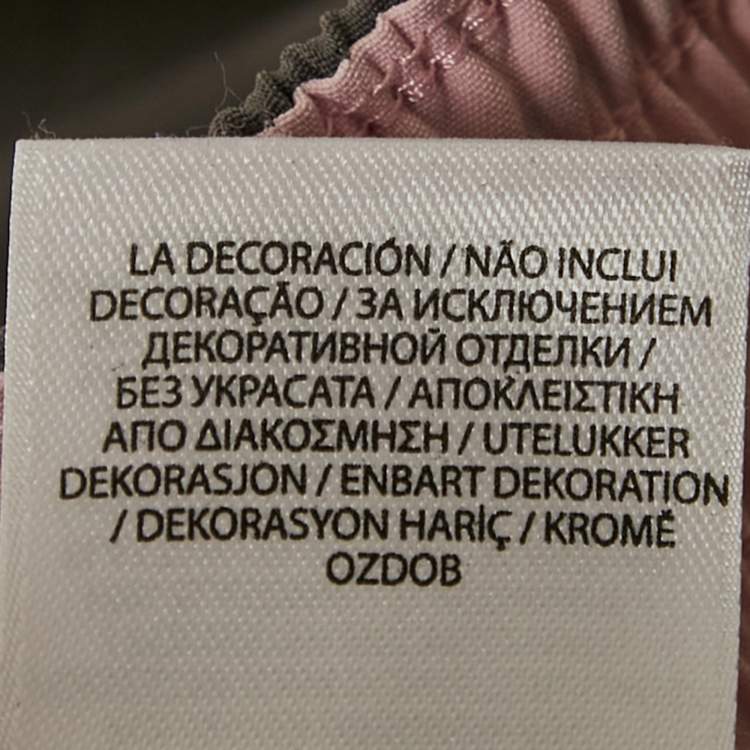 LA DECORACIÓN / NÃO INCLUI
DECORAÇÃO / ЗА ИСКЛЮЧЕНИЕМ
ДЕКОРАТИВНОЙ ОТДЕЛКИ /
БЕЗ УКРАСАТА / ΑΠΟΚΛΕΙΣΤΙΚΗ
ΑΠΟ ΔΙΑΚΟΣΜΗΣΗ / UTELUKKER
DEKORASJON / ENBART DEKORATION
/ DEKORASYON HARİÇ / KROMĚ
OZDOB